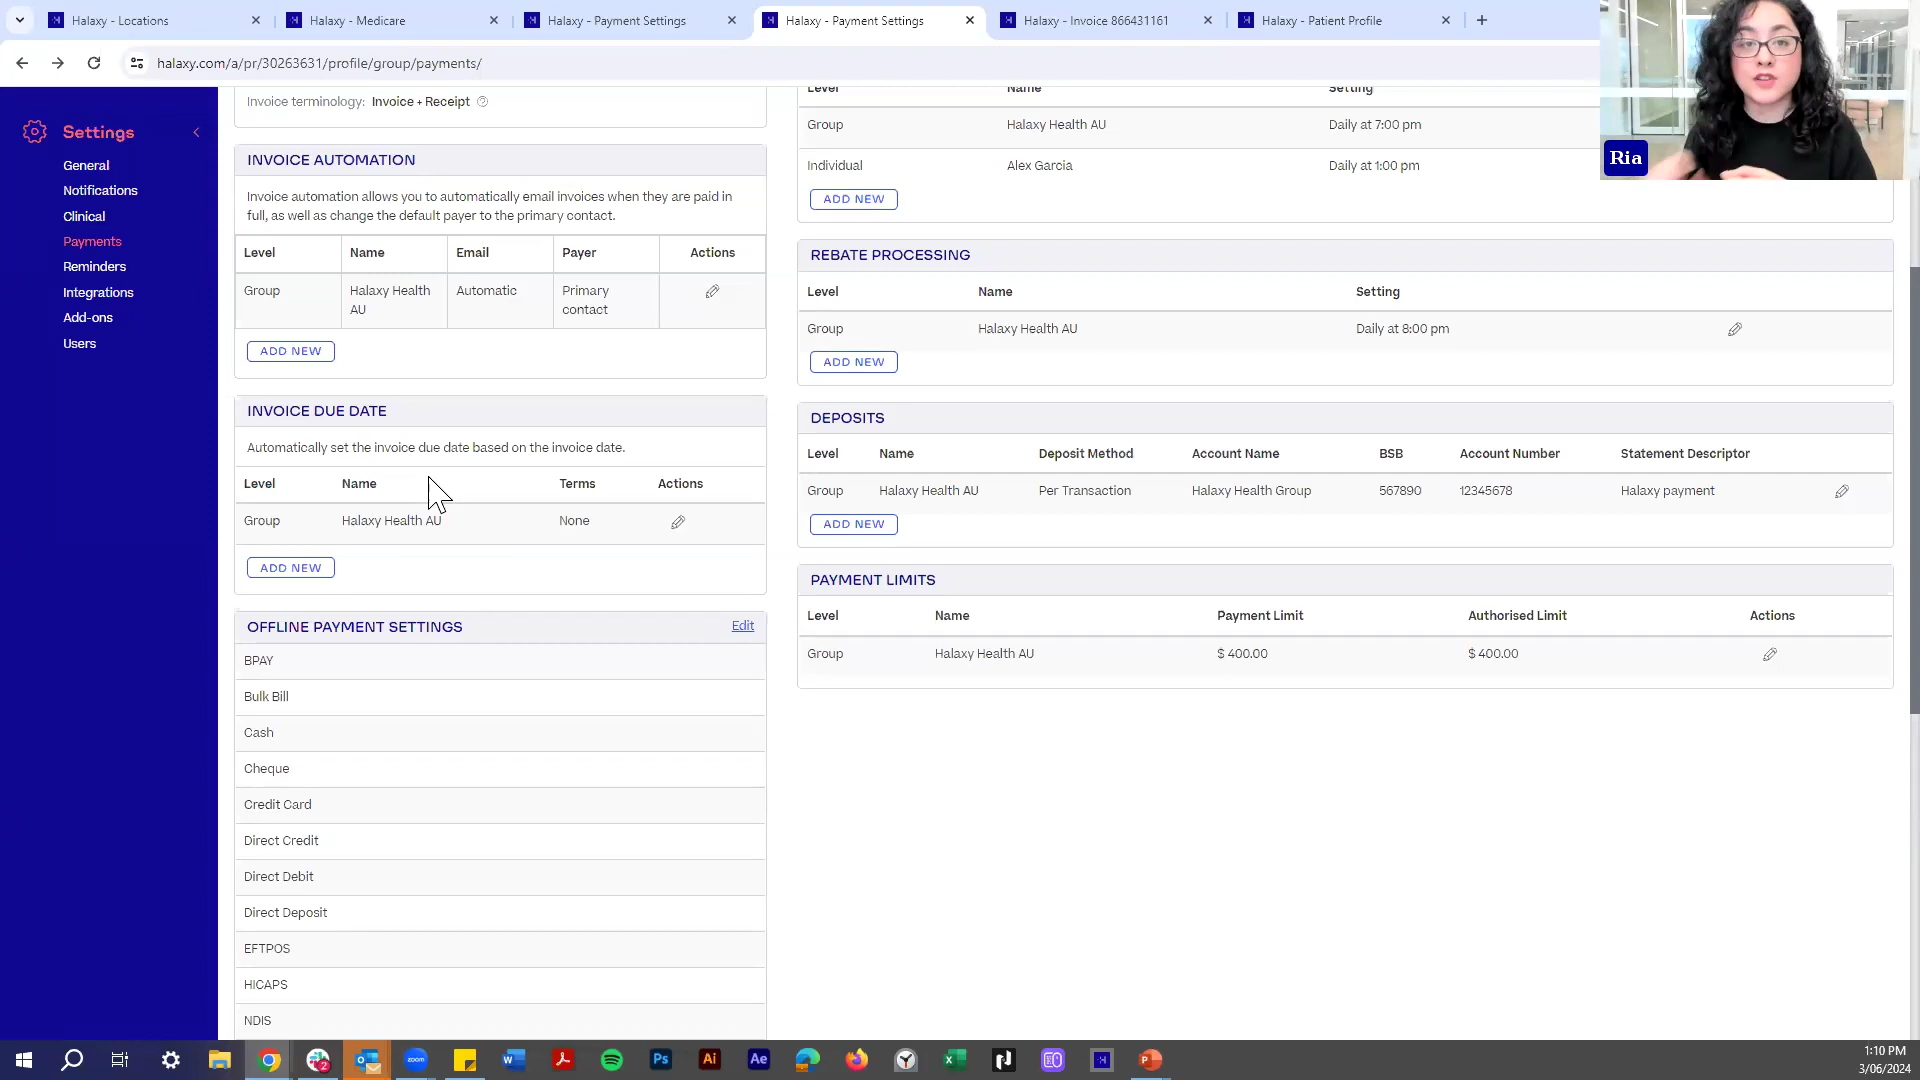 Halaxy - Locations
Halaxy - Medicare
Halaxy - Payment Settings
Halaxy - Payment Settings
Halaxy - Invoice 866431161
Halaxy - Patient Profile
halaxy.com/a/pr/30263631/profile/group/payments/
Ria
Settings
General
Notifications
Clinical
Payments
Reminders
Integrations
Add-ons
Users
Invoice terminology: Invoice + Receipt
INVOICE AUTOMATION
Invoice automation allows you to automatically email invoices when they are paid in
full, as well as change the default payer to the primary contact.
Level Name Email Payer Actions
Group Halaxy Health Automatic Primary
AU contact
ADD NEW
INVOICE DUE DATE
Automatically set the invoice due date based on the invoice date.
Level Name Terms Actions
Group Halaxy Health AU None
ADD NEW
OFFLINE PAYMENT SETTINGS Edit
BPAY
Bulk Bill
Cash
Cheque
Credit Card
Direct Credit
Direct Debit
Direct Deposit
EFTPOS
HICAPS
NDIS
Level Name Setting
Group Halaxy Health AU Daily at 7:00 pm
Individual Alex Garcia Daily at 1:00 pm
ADD NEW
REBATE PROCESSING
Level Name Setting
Group Halaxy Health AU Daily at 8:00 pm
ADD NEW
DEPOSITS
Level Name Deposit Method Account Name BSB Account Number Statement Descriptor
Group Halaxy Health AU Per Transaction Halaxy Health Group 567890 12345678 Halaxy payment
ADD NEW
PAYMENT LIMITS
Level Name Payment Limit Authorised Limit Actions
Group Halaxy Health AU $ 400.00 $ 400.00
zoom
Ps
Ai
Ae
1:10 PM
3/06/2024